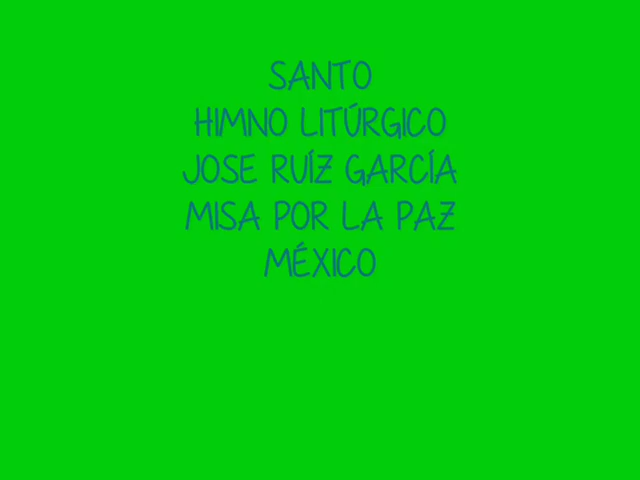 SANTO
HIMNO LITÚRGICO
JOSE RUÍZ GARCÍA
MISA POR LA PAZ
MÉXICO